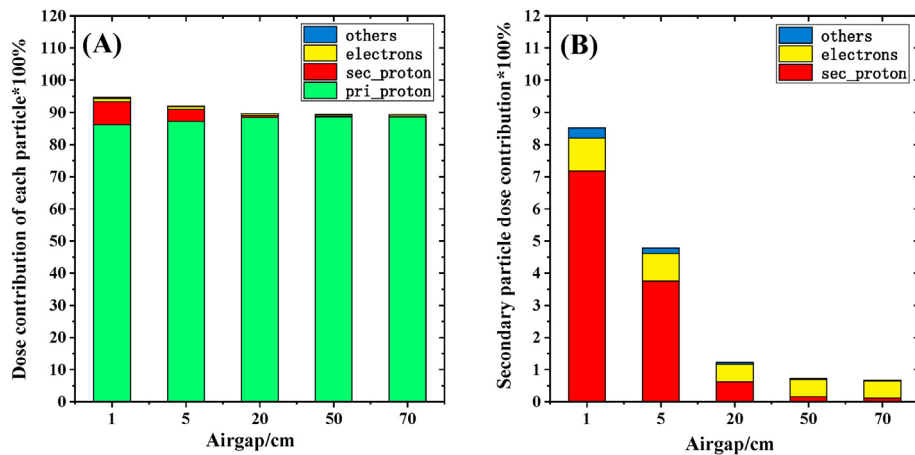 (A)
others
electrons
sec_proton
pri_proton
Dose contribution of each particle*100%
120
110
100
90
80
70
60
50
40
30
20
10
0
1 5 20 50 70
Airgap/cm
(B)
others
electrons
sec_proton
Secondary particle dose contribution*100%
12
11
10
9
8
7
6
5
4
3
2
1
0
1 5 20 50 70
Airgap/cm